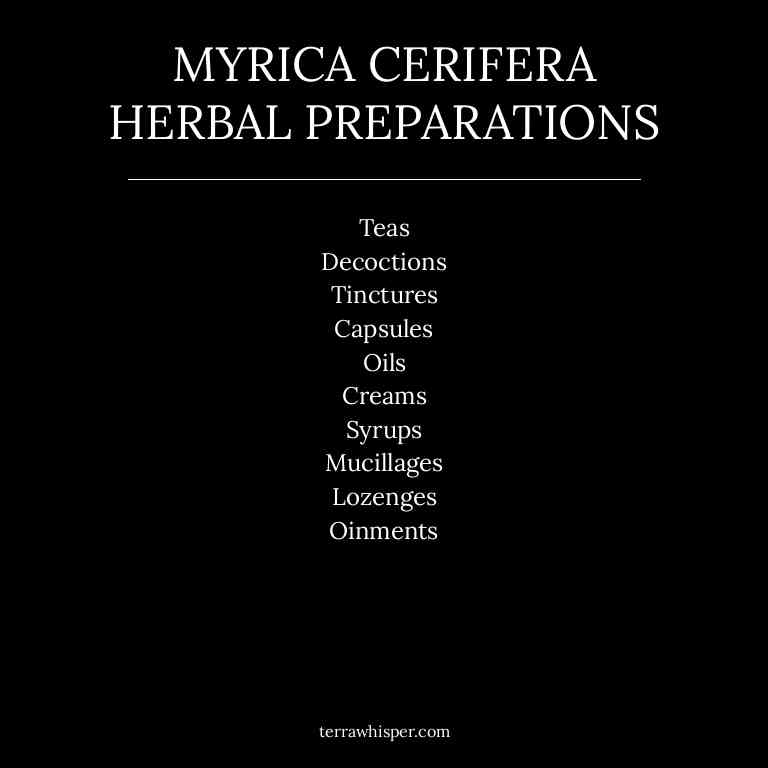 MYRICA CERIFERA
HERBAL PREPARATIONS
Teas
Decoctions
Tinctures
Capsules
Oils
Creams
Syrups
Mucillages
Lozenges
Oinments
terrawhisper.com